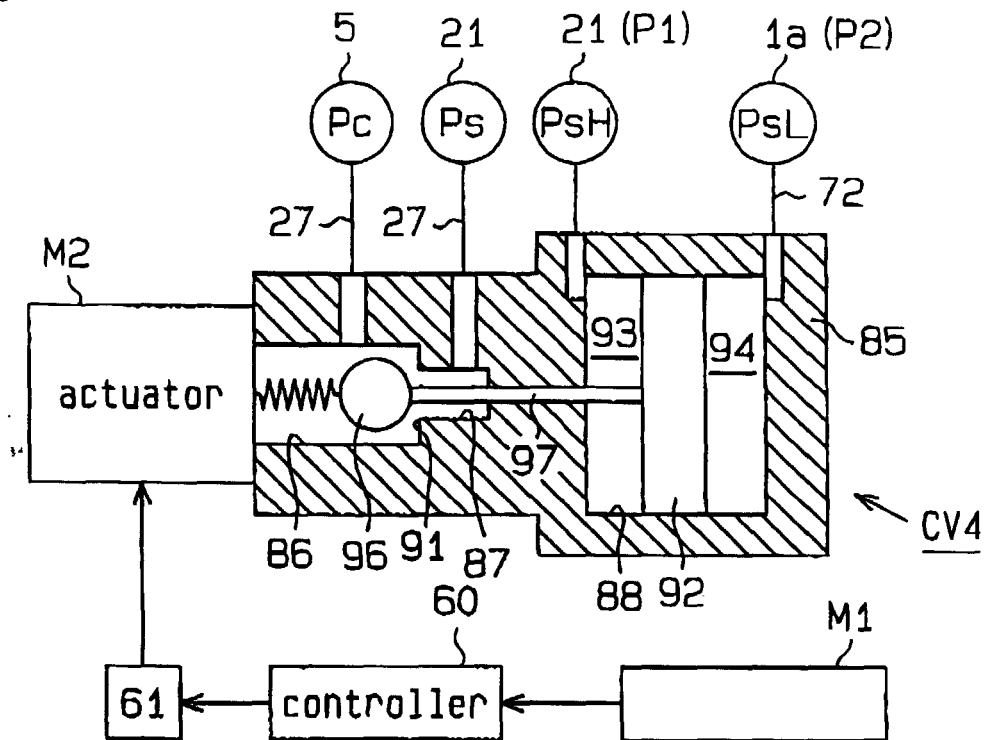 5 21 21 (P1) 1a (P2)
Pc Ps PsH PsL
27 27 72
M2
93 94 85
actuator
97
86 96 91 87 88 92 CV4
60 M1
61 controller